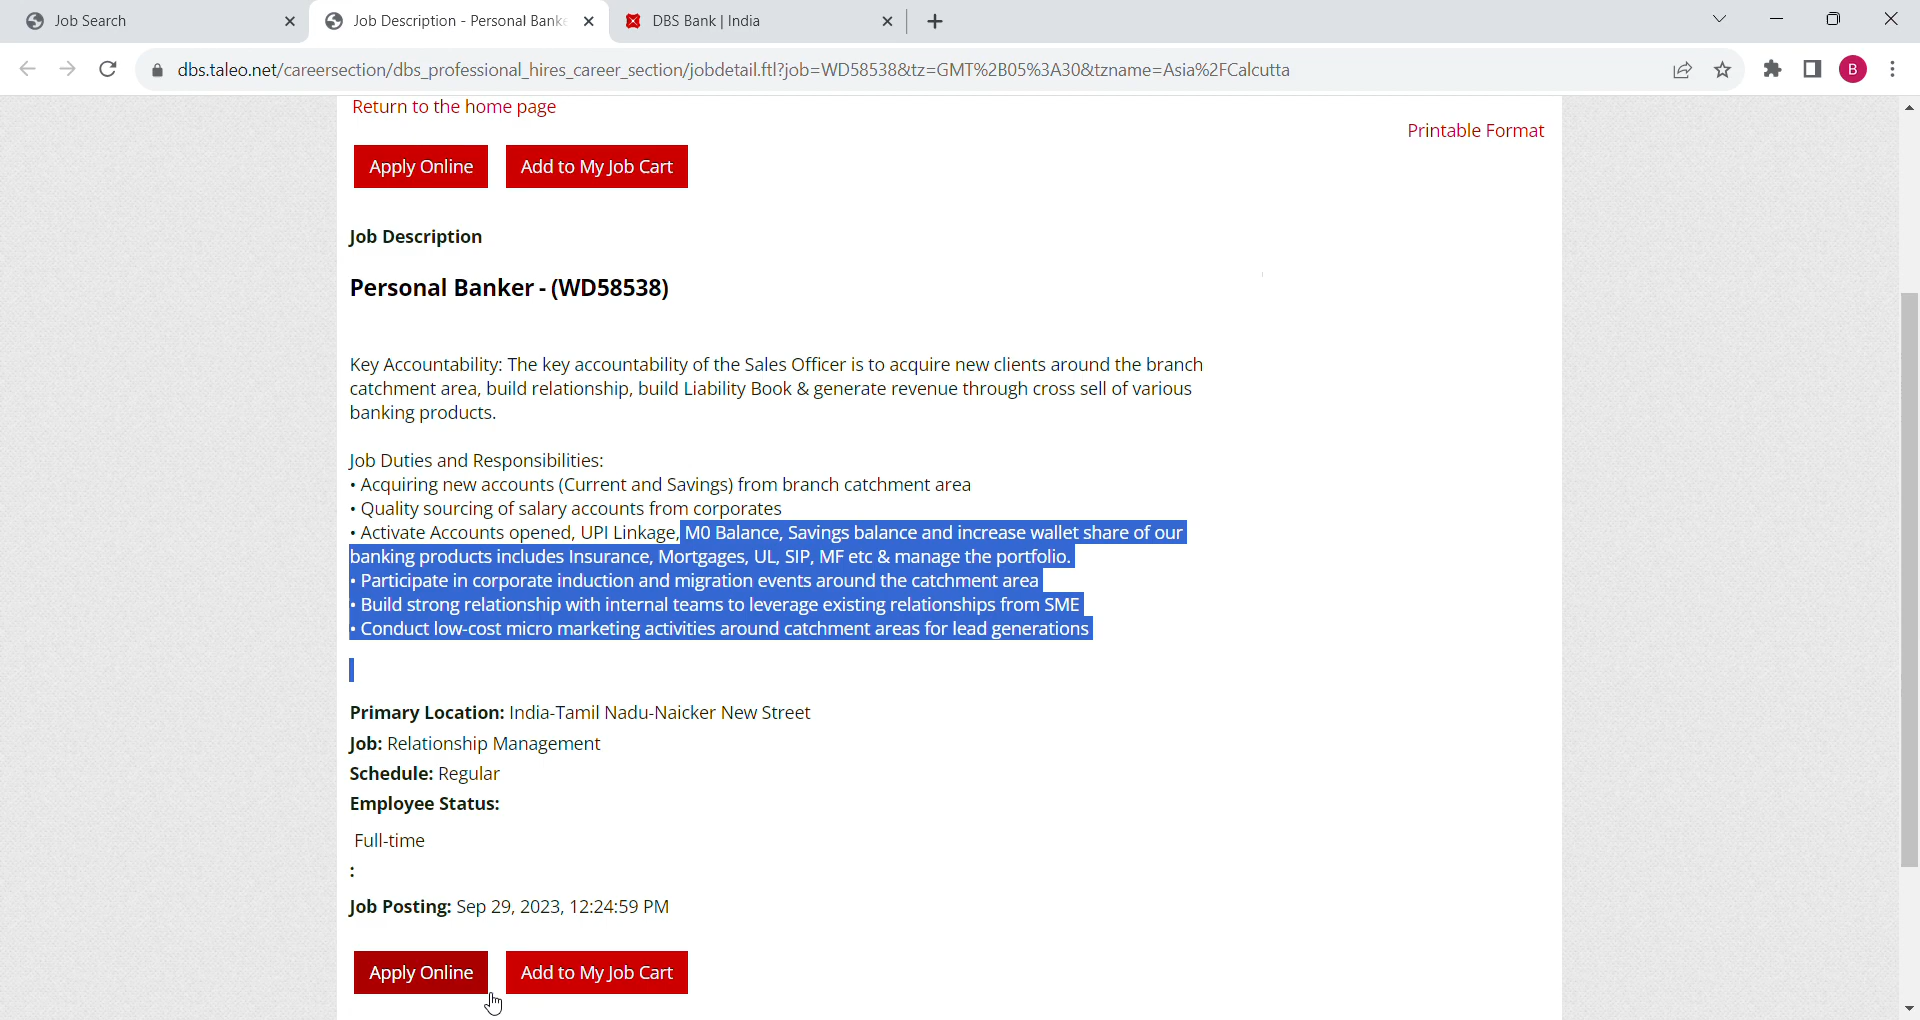 Job Search
Job Description - Personal Banke
DBS Bank | India
dbs.taleo.net/careersection/dbs_professional_hires_career_section/jobdetail.ftl?job=WD58538&tz=GMT%2B05%3A30&tzname=Asia%2FCalcutta
B
Return to the home page
Printable Format
Apply Online
Add to My Job Cart
Job Description
Personal Banker - (WD58538)
Key Accountability: The key accountability of the Sales Officer is to acquire new clients around the branch
catchment area, build relationship, build Liability Book & generate revenue through cross sell of various
banking products.
Job Duties and Responsibilities:
• Acquiring new accounts (Current and Savings) from branch catchment area
• Quality sourcing of salary accounts from corporates
• Activate Accounts opened, UPI Linkage, M0 Balance, Savings balance and increase wallet share of our
banking products includes Insurance, Mortgages, UL, SIP, MF etc & manage the portfolio.
• Participate in corporate induction and migration events around the catchment area
• Build strong relationship with internal teams to leverage existing relationships from SME
• Conduct low-cost micro marketing activities around catchment areas for lead generations
Primary Location: India-Tamil Nadu-Naicker New Street
Job: Relationship Management
Schedule: Regular
Employee Status:
Full-time
:
Job Posting: Sep 29, 2023, 12:24:59 PM
Apply Online
Add to My Job Cart